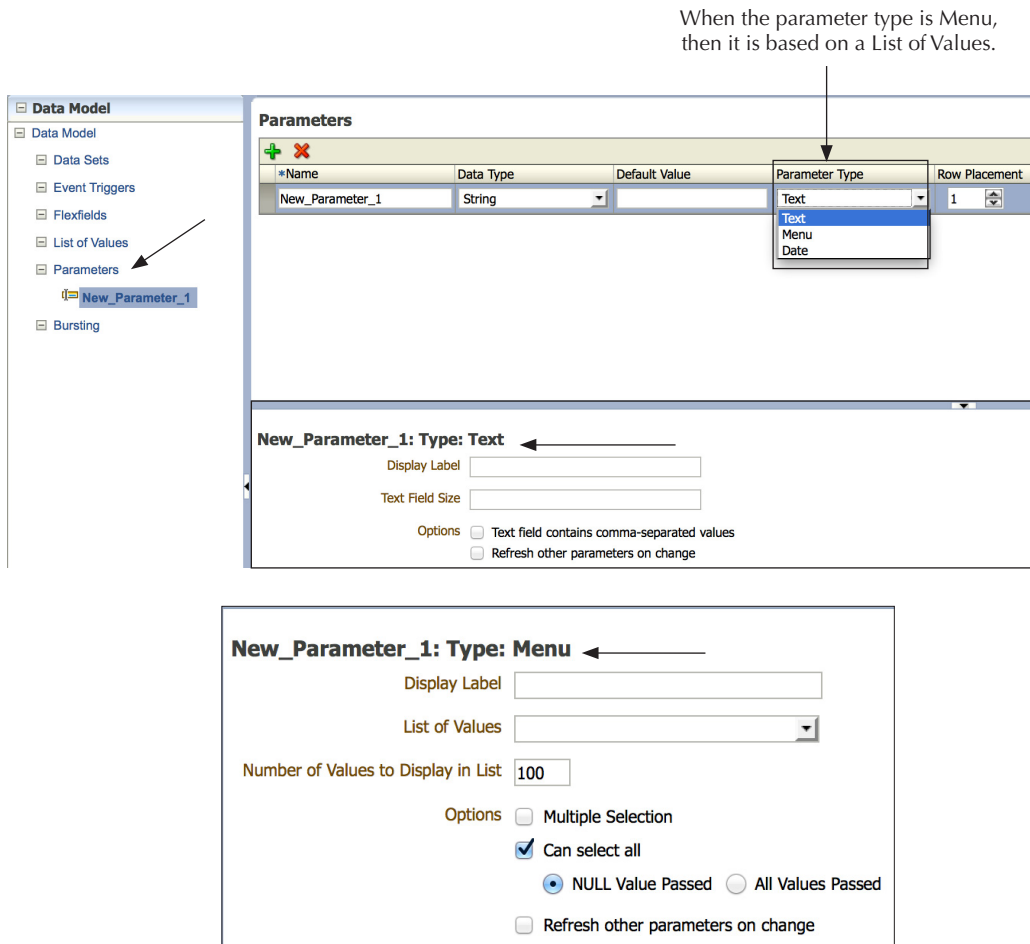 When the parameter type is Menu,
then it is based on a List of Values.
Data Model
Data Model
Data Sets
Event Triggers
Flexfields
List of Values
Parameters
New_Parameter_1
Bursting
Parameters
*Name Data Type Default Value Parameter Type Row Placement
New_Parameter_1 String Text 1
Text
Menu
Date
New_Parameter_1: Type: Text
Display Label
Text Field Size
Options Text field contains comma-separated values
Refresh other parameters on change
New_Parameter_1: Type: Menu
Display Label
List of Values
Number of Values to Display in List 100
Options Multiple Selection
Can select all
NULL Value Passed All Values Passed
Refresh other parameters on change